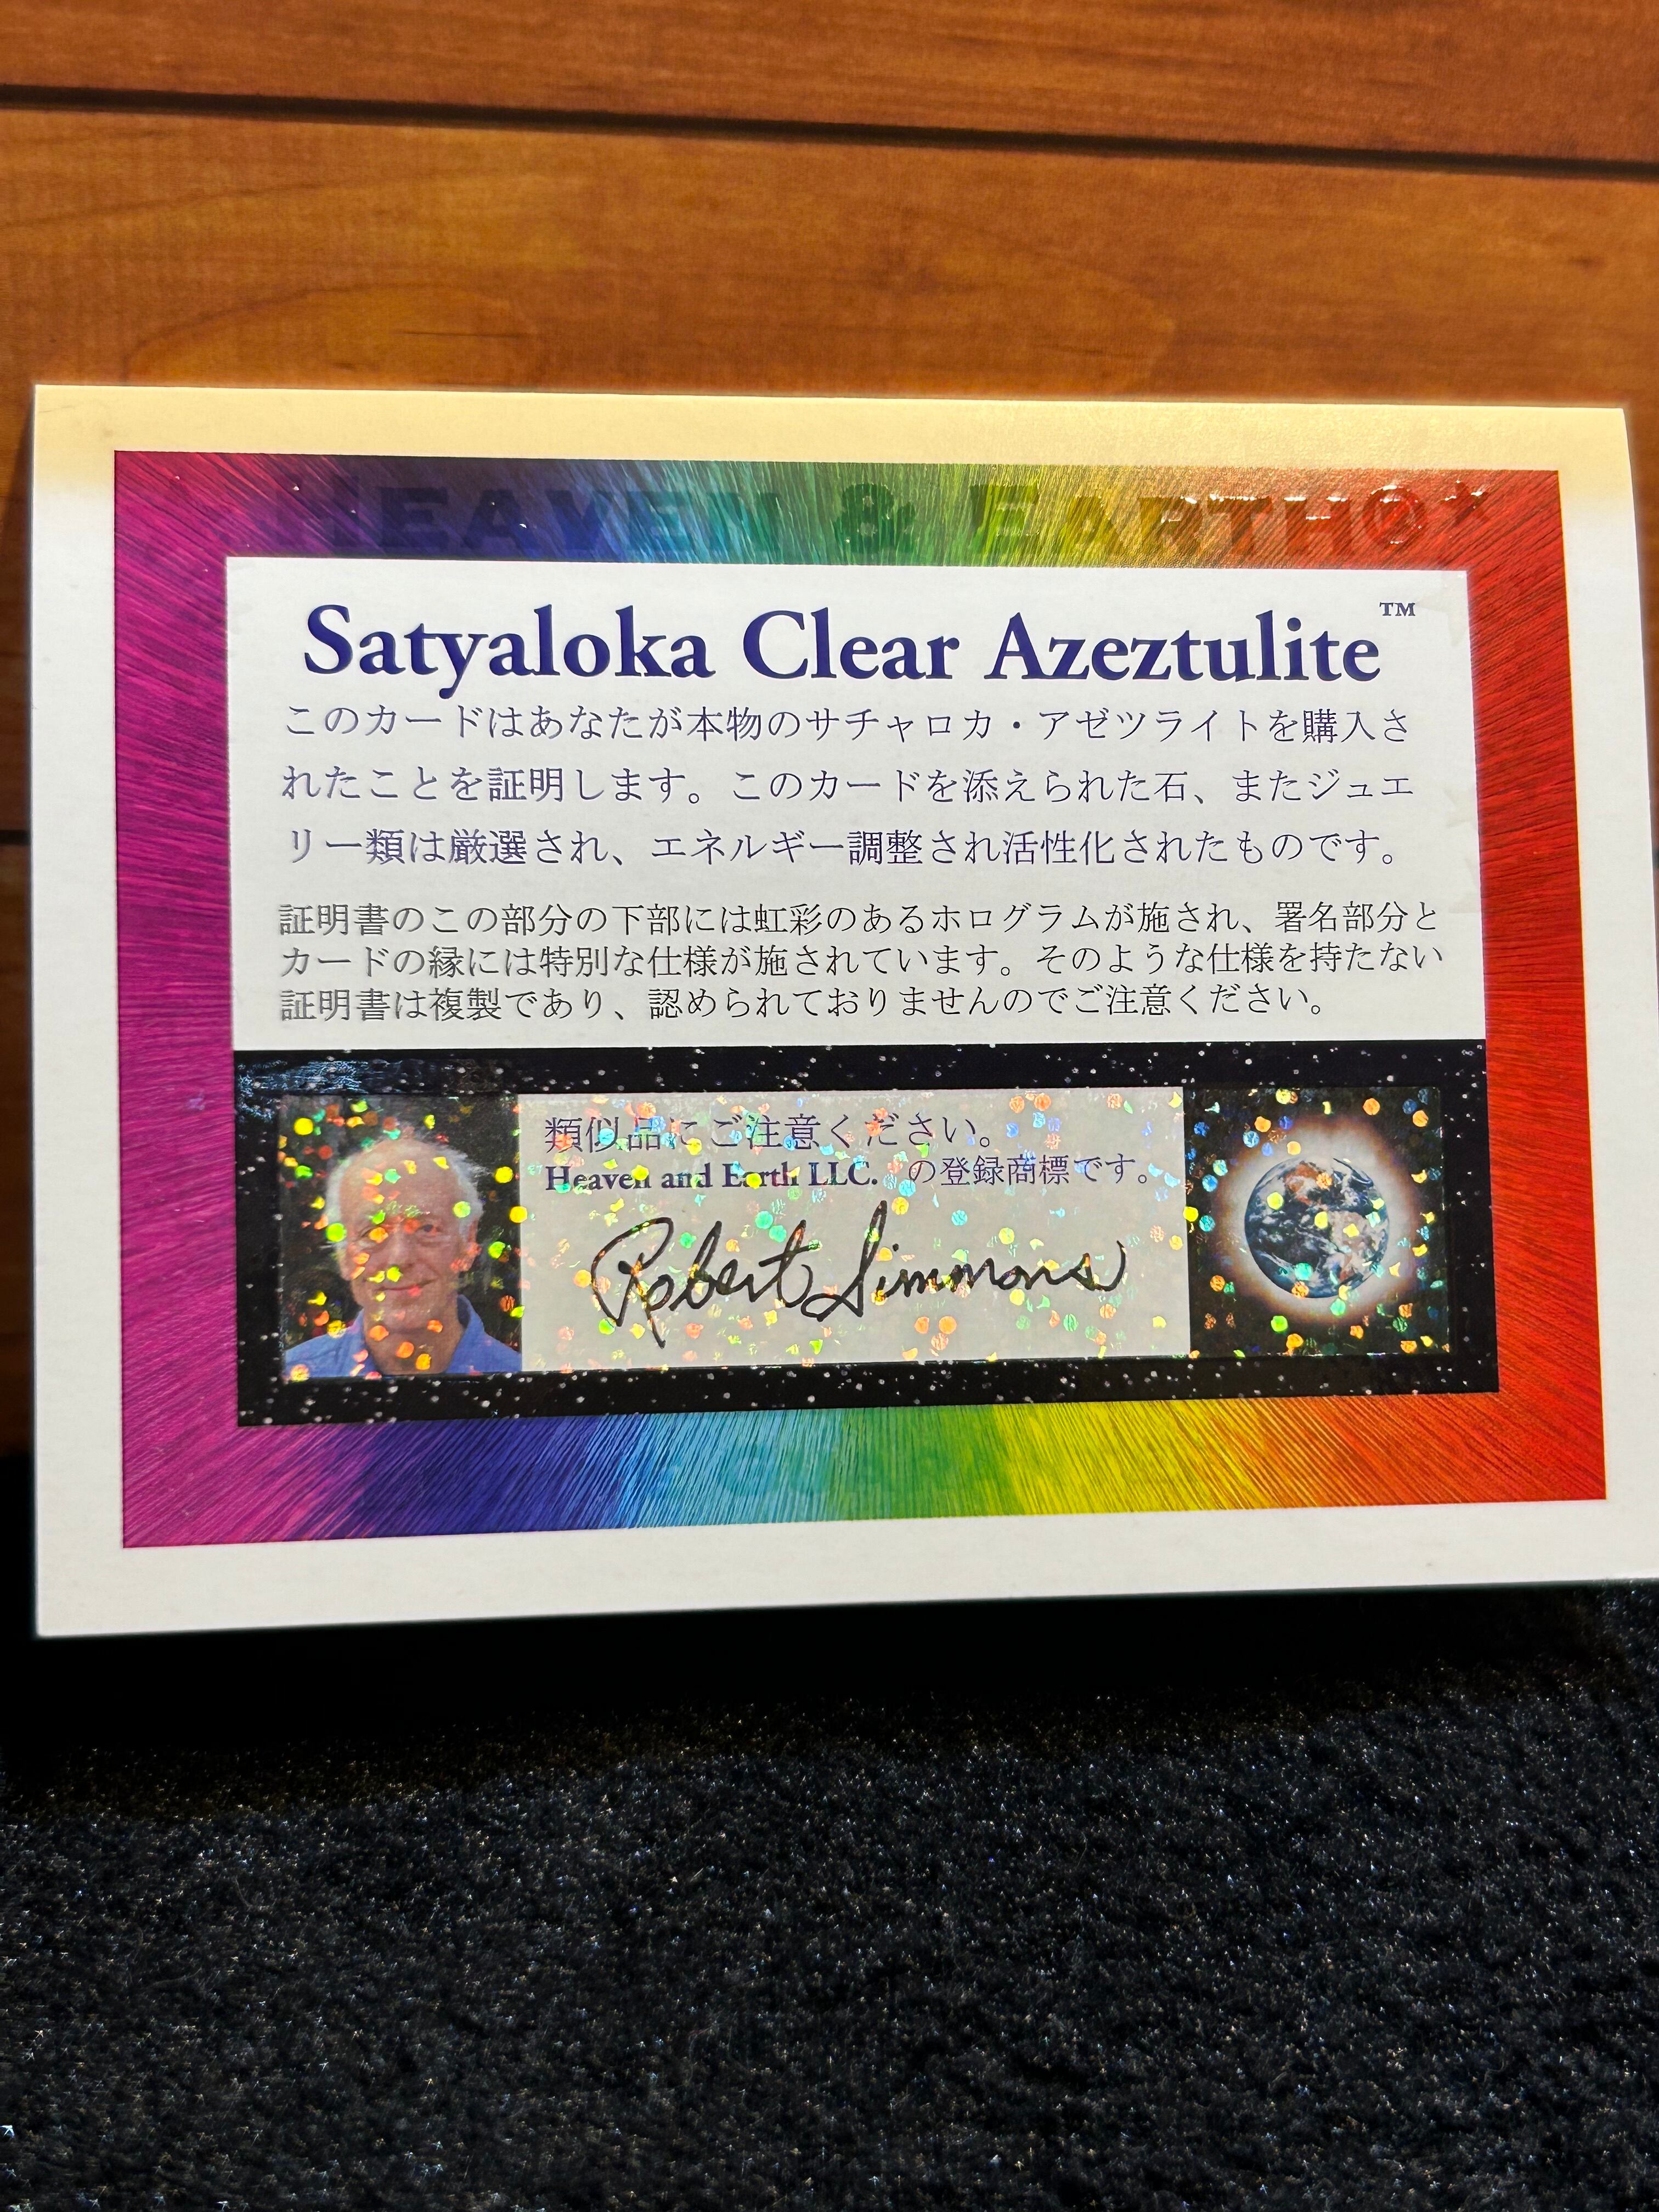 HEAVEN & EARTH
Satyaloka Clear Azeztulite™
このカードはあなたが本物のサチャロカ・アゼツライトを購入さ
れたことを証明します。このカードを添えられた石、またジュエ
リー類は厳選され、エネルギー調整され活性化されたものです。
証明書のこの部分の下部には虹彩のあるホログラムが施され、署名部分と
カードの縁には特別な仕様が施されています。そのような仕様を持たない
証明書は複製であり、認められておりませんのでご注意ください。
類似品にご注意ください。
Heaven and Earth LLC. の登録商標です。
Robert Simmons